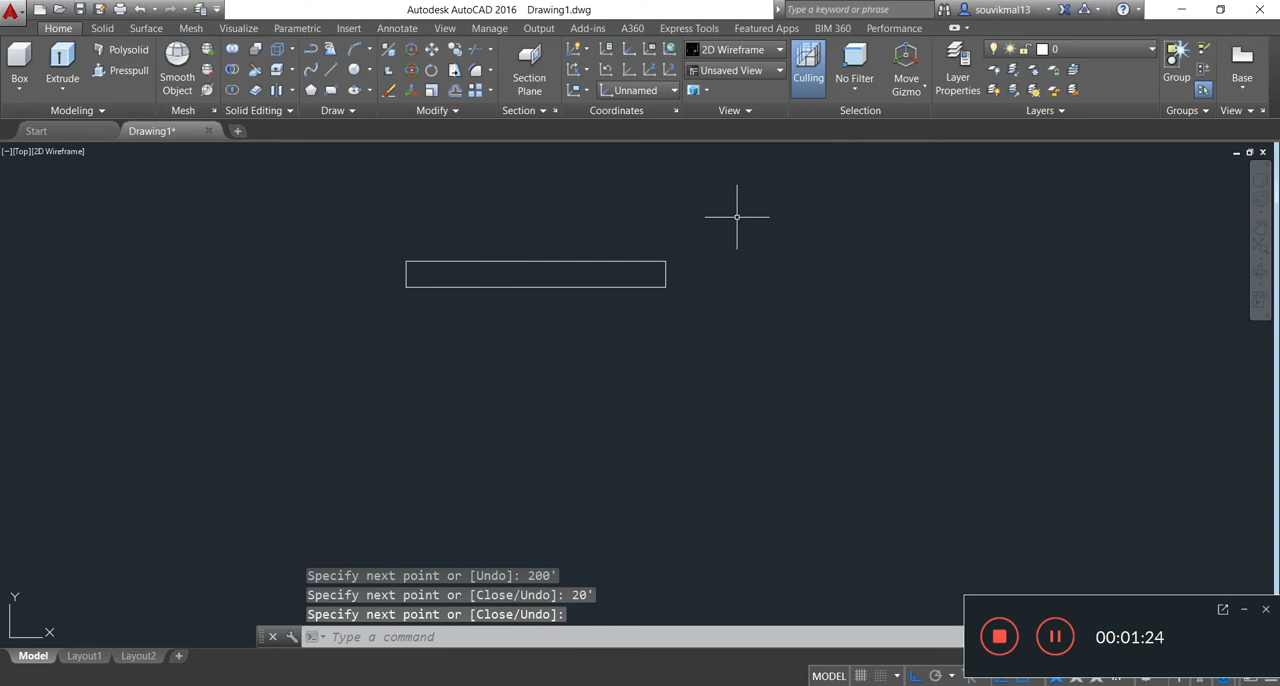 Autodesk AutoCAD 2016 Drawing1.dwg
Type a keyword or phrase
souvikmal13
Home Solid Surface Mesh Visualize Parametric Insert Annotate View Manage Output Add-ins A360 Express Tools Featured Apps BIM 360 Performance
Box
Extrude
Polysolid
Presspull
Smooth
Object
Section
Plane
Unnamed
2D Wireframe
Unsaved View
Culling
No Filter
Move
Gizmo
Layer
Properties
0
Group
Base
Modeling Mesh Solid Editing Draw Modify Section Coordinates View Selection Layers Groups View
Start
Drawing1*
[−][Top][2D Wireframe]
Specify next point or [Undo]: 200'
Specify next point or [Close/Undo]: 20'
Specify next point or [Close/Undo]:
Type a command
Y
X
00:01:24
Model Layout1 Layout2
MODEL